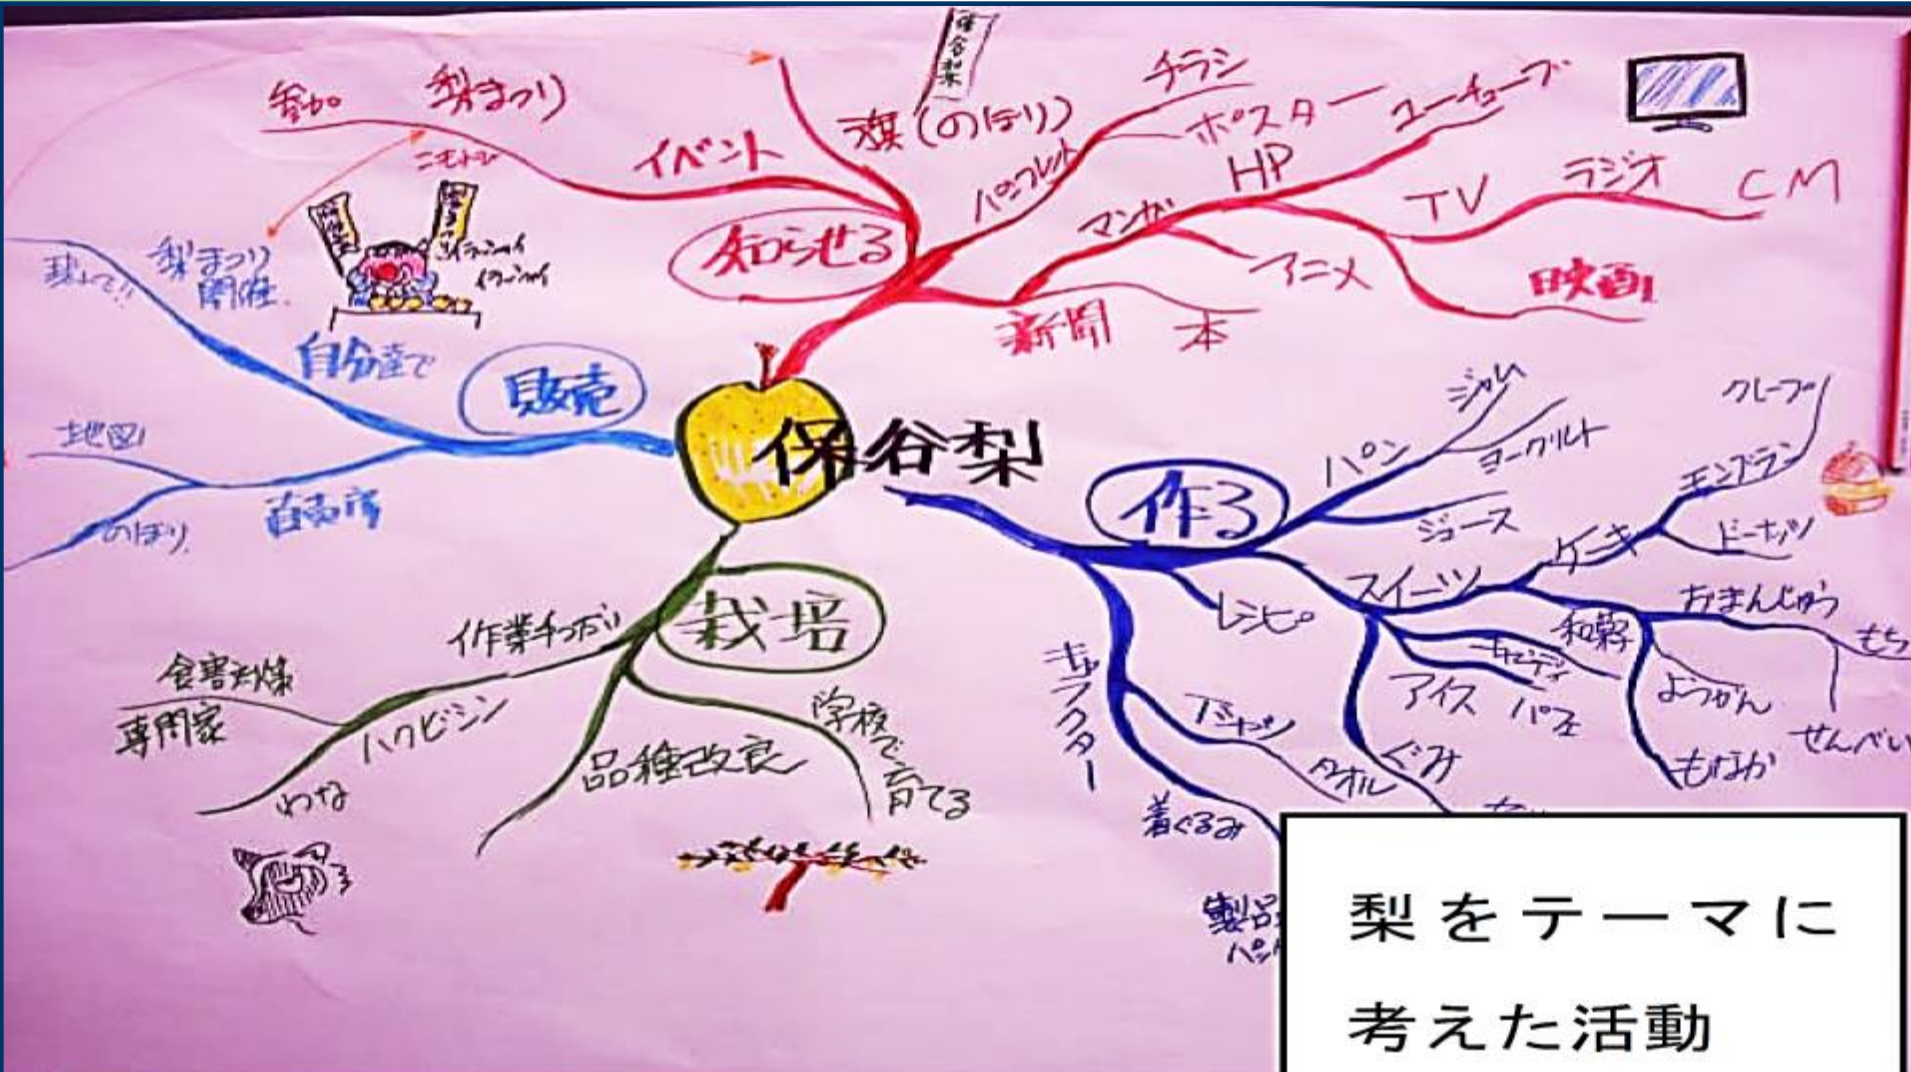 保谷梨
知らせる
イベント
梨まつり
参加
旗(のぼり)
保谷梨
パンフレット
チラシ
ポスター
マンガ
HP
ユーチューブ
TV
ラジオ
CM
アニメ
映画
新聞
本
販売
自分達で
梨まつり
開催
地図
直売所
のぼり
栽培
作業手つだい
ハクビシン
専門家
わな
品種改良
学校で
育てる
作る
パン
ジャム
ヨーグルト
ジュース
レシピ
スイーツ
ケーキ
モンブラン
クレープ
ドーナッツ
和菓子
おまんじゅう
もち
せんべい
ようかん
もなか
キャンディ
アイス
パフェ
ぐみ
キャラクター
タオル
着ぐるみ
梨をテーマに
考えた活動